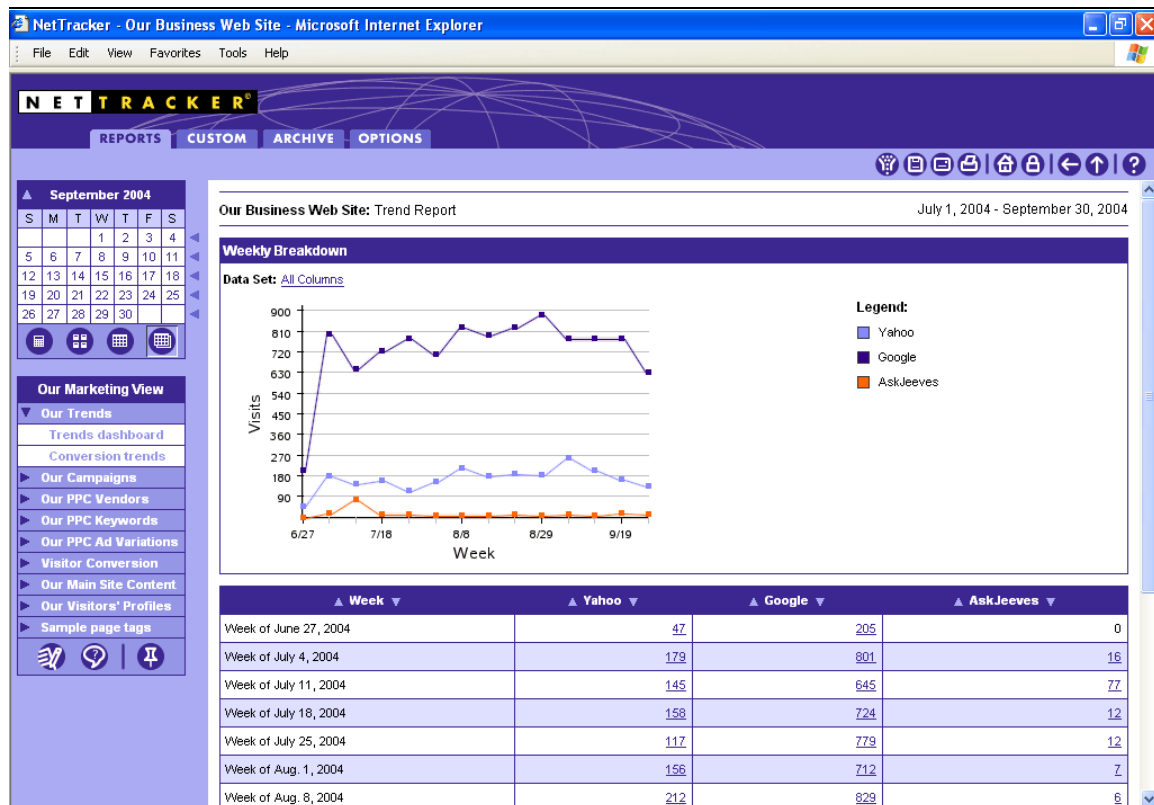 NetTracker - Our Business Web Site - Microsoft Internet Explorer
File Edit View Favorites Tools Help
NETTRACKER®
REPORTS CUSTOM ARCHIVE OPTIONS
September 2004
S M T W T F S
1 2 3 4
5 6 7 8 9 10 11
12 13 14 15 16 17 18
19 20 21 22 23 24 25
26 27 28 29 30
Our Marketing View
Our Trends
Trends dashboard
Conversion trends
Our Campaigns
Our PPC Vendors
Our PPC Keywords
Our PPC Ad Variations
Visitor Conversion
Our Main Site Content
Our Visitors' Profiles
Sample page tags
Our Business Web Site: Trend Report July 1, 2004 - September 30, 2004
Weekly Breakdown
Data Set: All Columns
Visits
900
810
720
630
540
450
360
270
180
90
6/27 7/18 8/8 8/29 9/19
Week
Legend:
Yahoo
Google
AskJeeves
Week Yahoo Google AskJeeves
Week of June 27, 2004 47 205 0
Week of July 4, 2004 179 801 16
Week of July 11, 2004 145 645 77
Week of July 18, 2004 158 724 12
Week of July 25, 2004 117 779 12
Week of Aug. 1, 2004 156 712 7
Week of Aug. 8, 2004 212 829 6